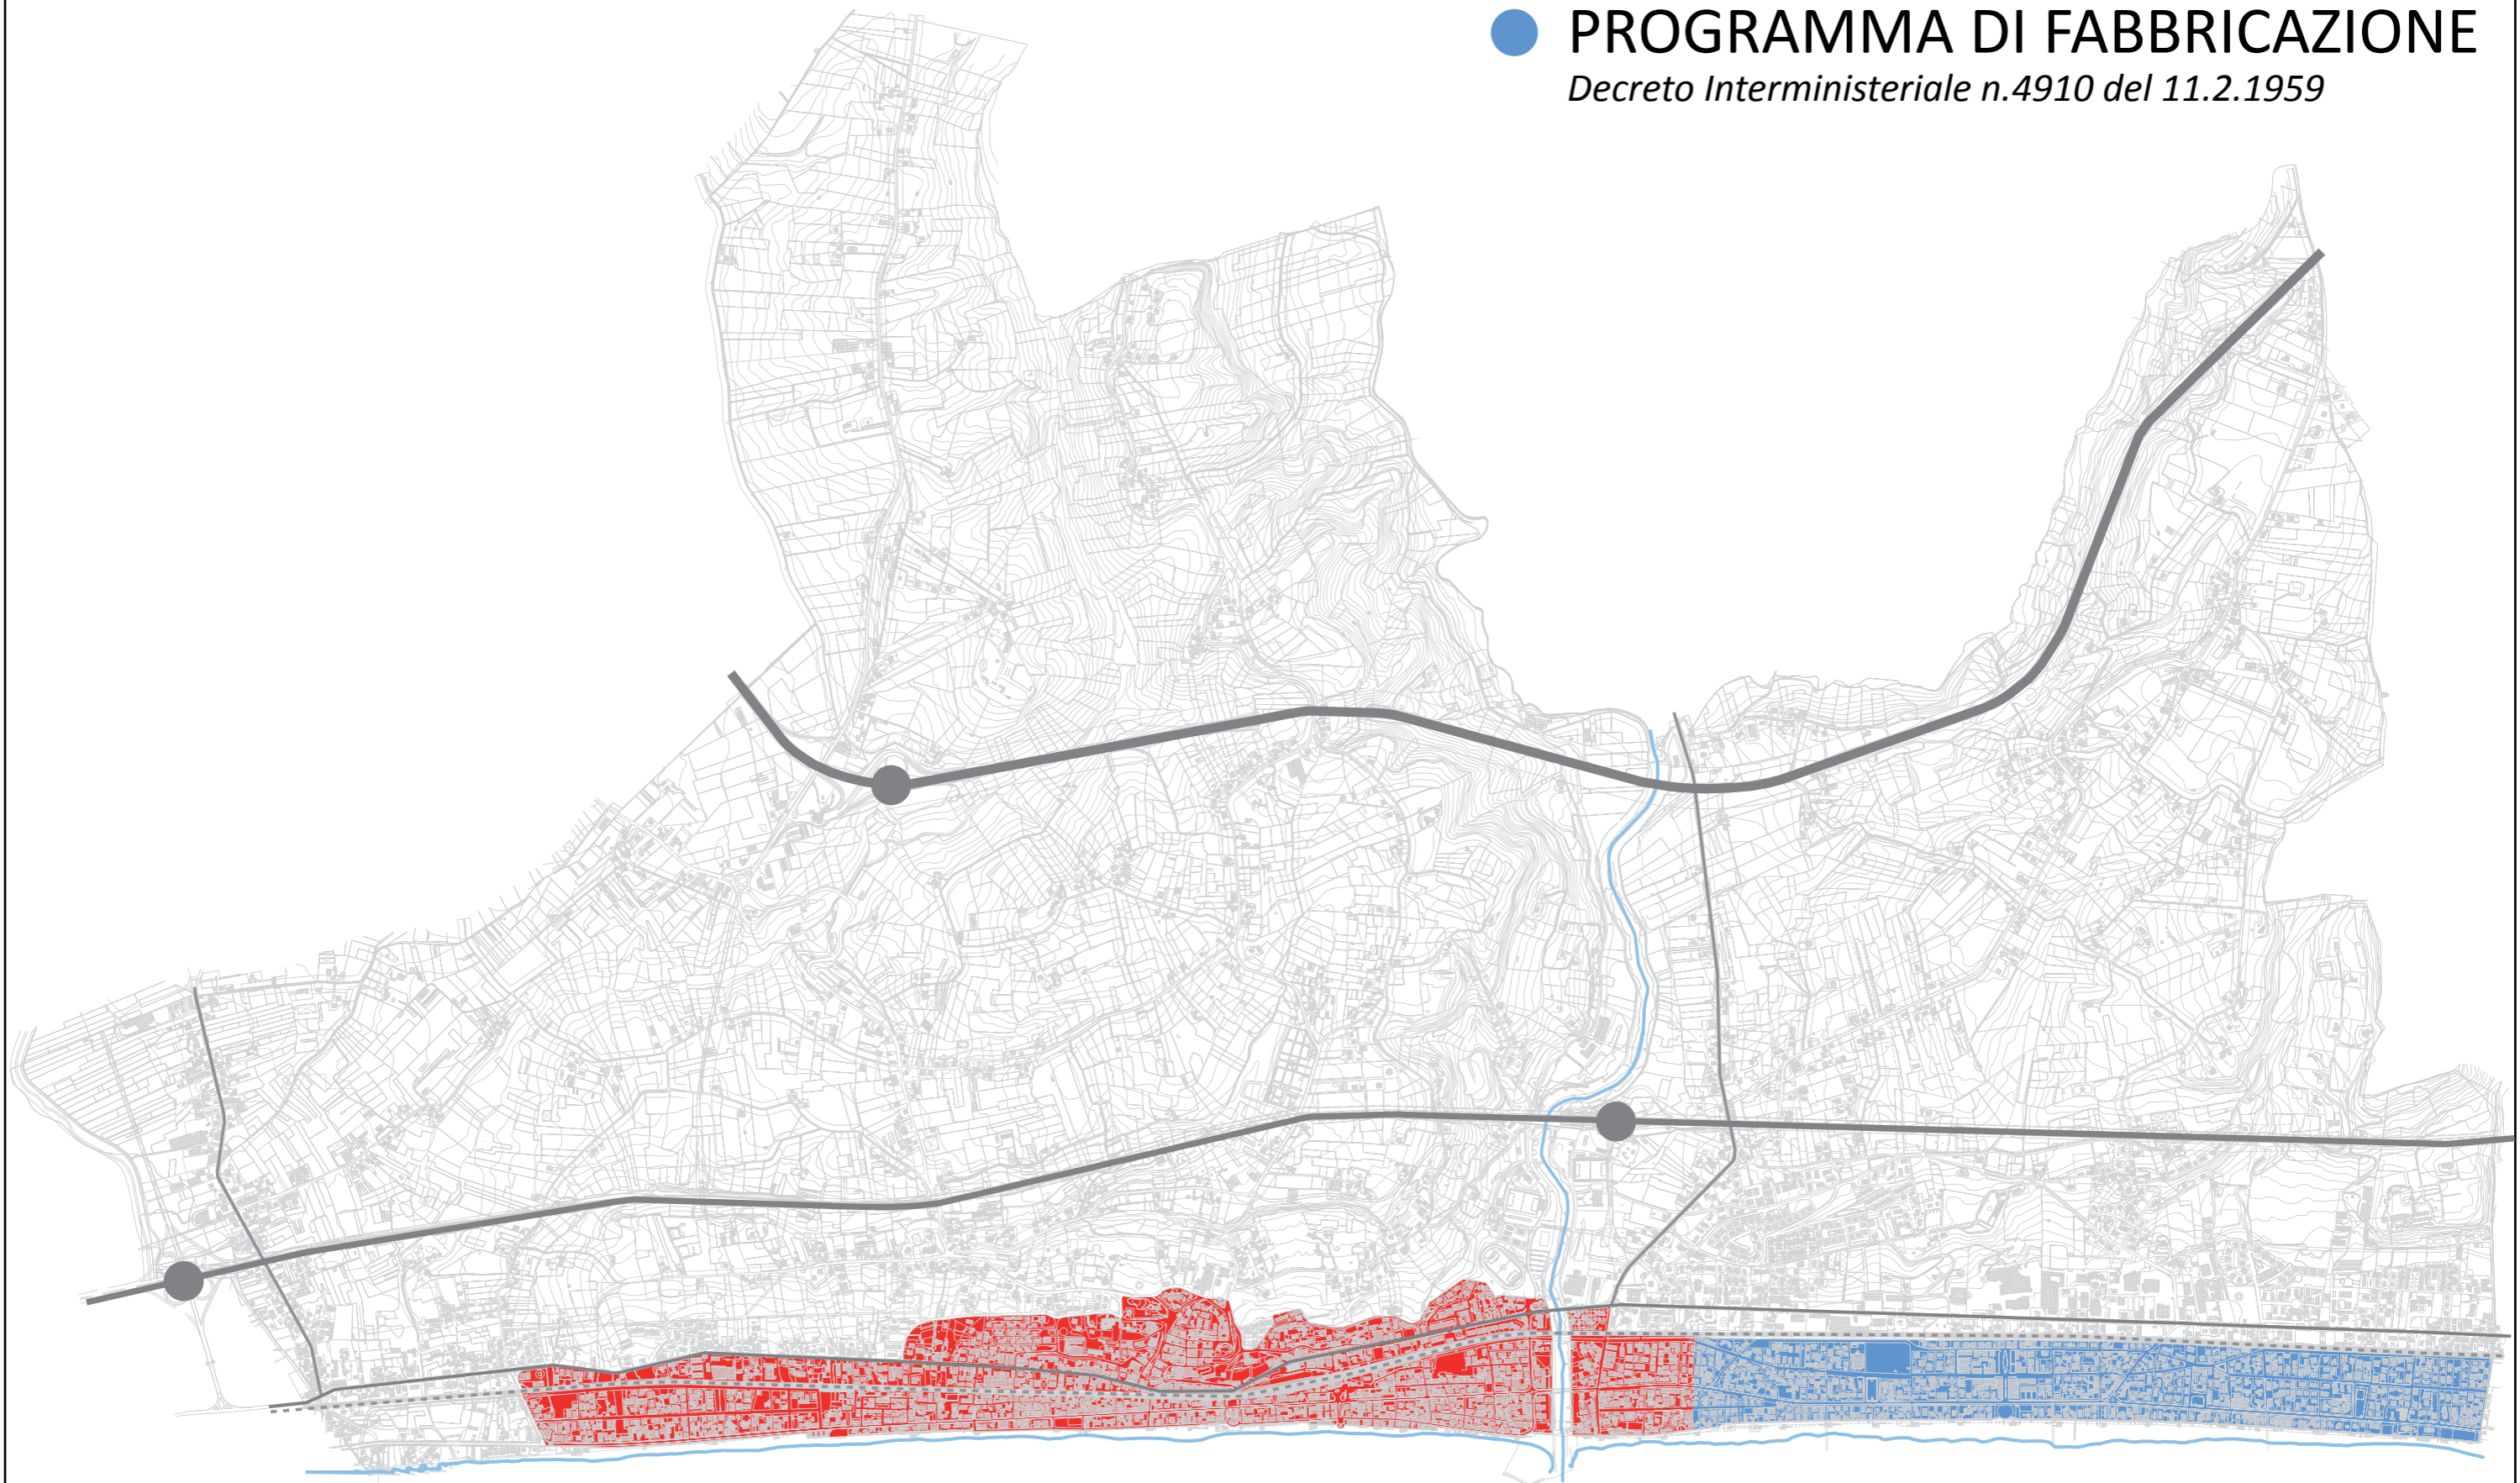 PROGRAMMA DI FABBRICAZIONE
Decreto Interministeriale n.4910 del 11.2.1959